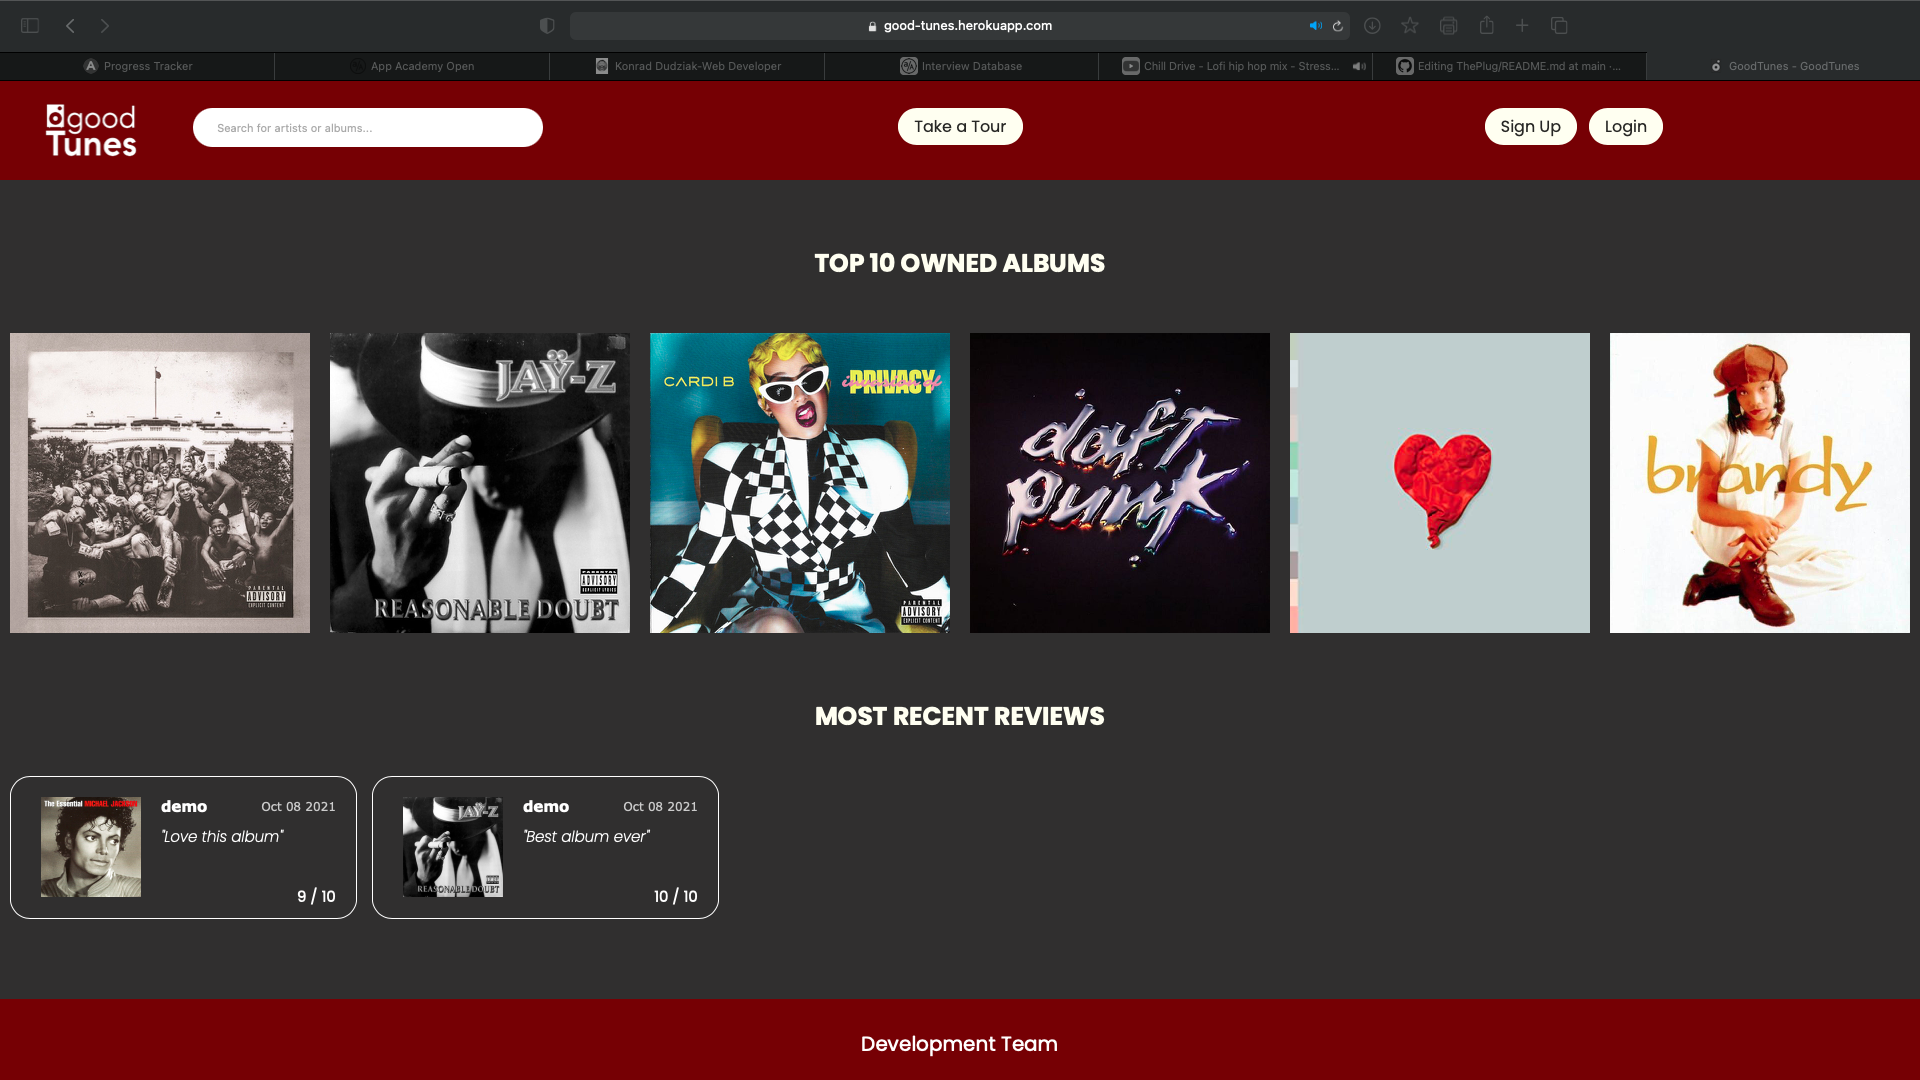 good-tunes.herokuapp.com
Progress Tracker
App Academy Open
Konrad Dudziak-Web Developer
Interview Database
Chill Drive - Lofi hip hop mix - Stress...
Editing ThePlug/README.md at main ·...
GoodTunes - GoodTunes
good
Tunes
Search for artists or albums...
Take a Tour
Sign Up
Login
TOP 10 OWNED ALBUMS
PARENTAL
ADVISORY
EXPLICIT CONTENT
JAŸ-Z
PARENTAL
ADVISORY
EXPLICIT LYRICS
REASONABLE DOUBT
CARDI B
invasion of
PRIVACY
PARENTAL
ADVISORY
EXPLICIT CONTENT
daft
punk
brandy
MOST RECENT REVIEWS
The Essential MICHAEL JACKSON
demo
Oct 08 2021
"Love this album"
9 / 10
JAŸ-Z
REASONABLE DOUBT
demo
Oct 08 2021
"Best album ever"
10 / 10
Development Team